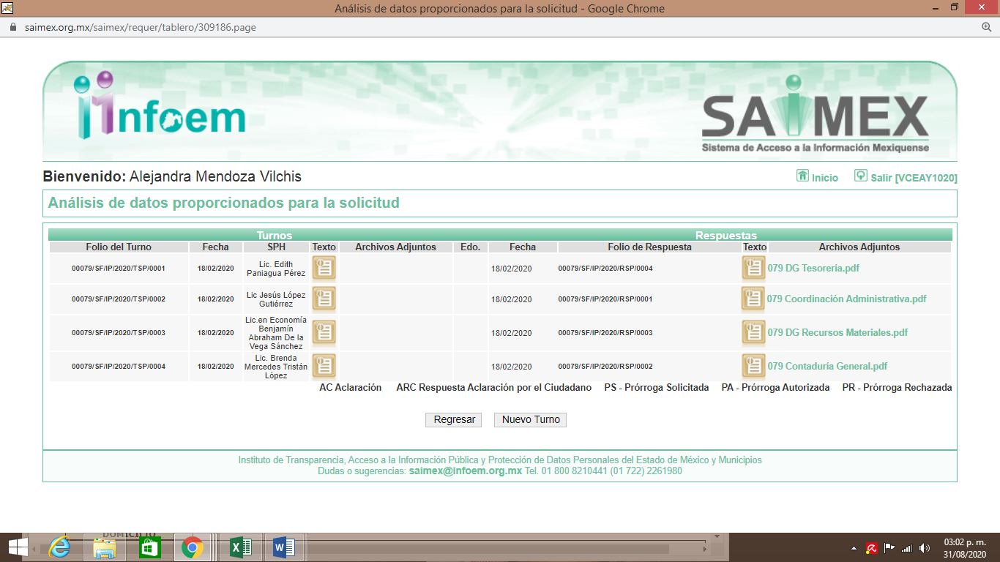 Análisis de datos proporcionados para la solicitud - Google Chrome
saimex.org.mx/saimex/requer/tablero/309186.page
infoem
SAIMEX
Sistema de Acceso a la Información Mexiquense
Bienvenido: Alejandra Mendoza Vilchis
Inicio Salir [VCEAY1020]
Análisis de datos proporcionados para la solicitud
Turnos Respuestas
Folio del Turno Fecha SPH Texto Archivos Adjuntos Edo. Fecha Folio de Respuesta Texto Archivos Adjuntos
00079/SF/IP/2020/TSP/0001 18/02/2020 Lic. Edith Paniagua Pérez 18/02/2020 00079/SF/IP/2020/RSP/0004 079 DG Tesorería.pdf
00079/SF/IP/2020/TSP/0002 18/02/2020 Lic Jesús López Gutiérrez 18/02/2020 00079/SF/IP/2020/RSP/0001 079 Coordinación Administrativa.pdf
00079/SF/IP/2020/TSP/0003 18/02/2020 Lic.en Economía Benjamín Abraham De la Vega Sánchez 18/02/2020 00079/SF/IP/2020/RSP/0003 079 DG Recursos Materiales.pdf
00079/SF/IP/2020/TSP/0004 18/02/2020 Lic. Brenda Mercedes Tristán López 18/02/2020 00079/SF/IP/2020/RSP/0002 079 Contaduría General.pdf
AC Aclaración ARC Respuesta Aclaración por el Ciudadano PS - Prórroga Solicitada PA - Prórroga Autorizada PR - Prórroga Rechazada
Regresar Nuevo Turno
Instituto de Transparencia, Acceso a la Información Pública y Protección de Datos Personales del Estado de México y Municipios
Dudas o sugerencias: saimex@infoem.org.mx Tel. 01 800 8210441 (01 722) 2261980
DOMICILIO
03:02 p. m.
31/08/2020